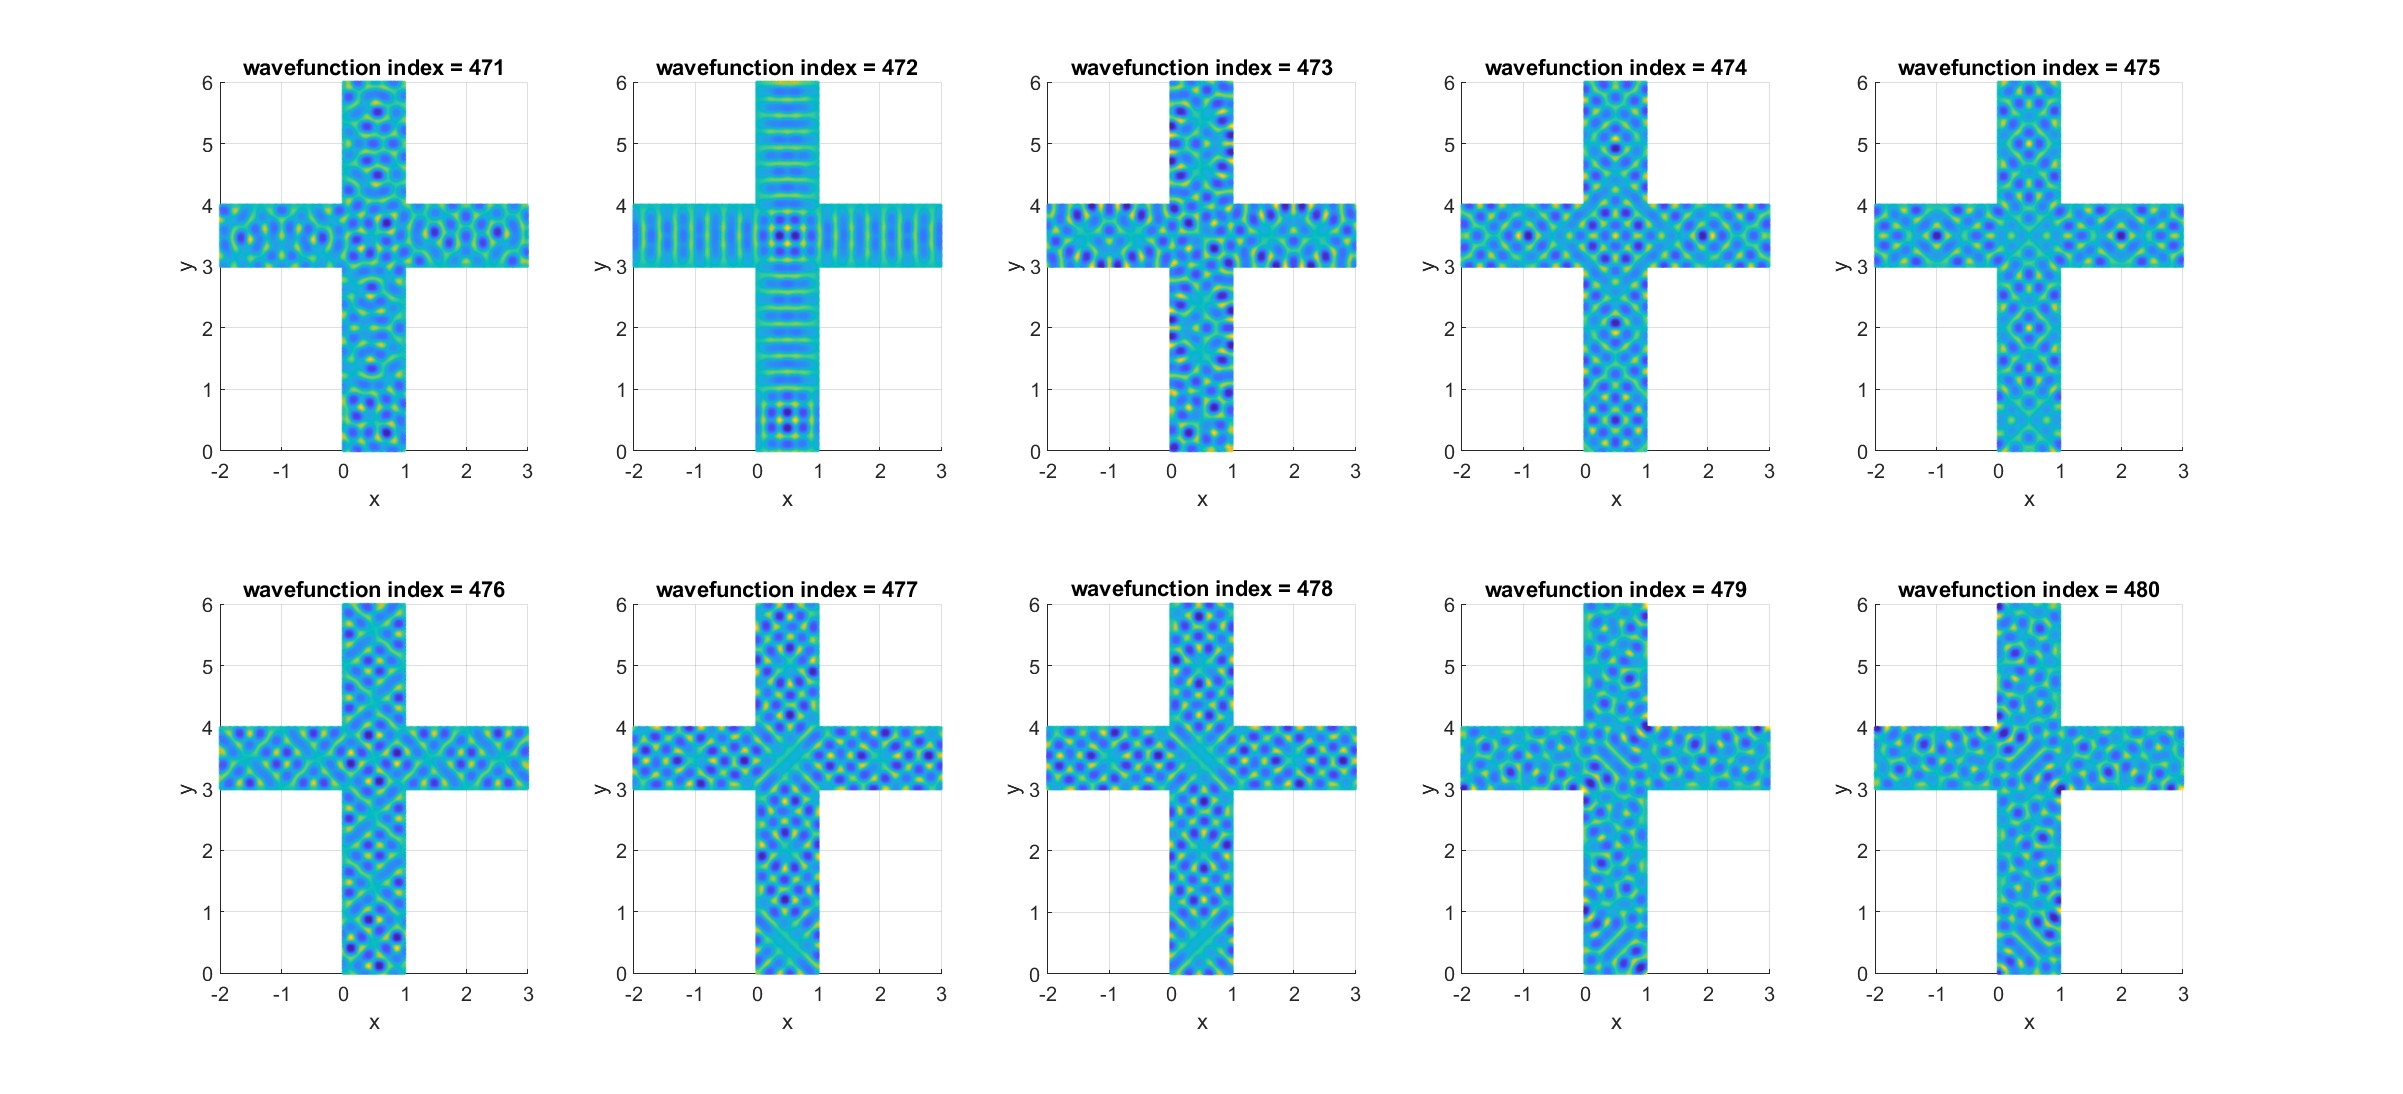 wavefunction index = 471
wavefunction index = 472
wavefunction index = 473
wavefunction index = 474
wavefunction index = 475
6 6 6 6 6
5 5 5 5 5
4 4 4 4 4
y y y y y
3 3 3 3 3
2 2 2 2 2
1 1 1 1 1
0 0 0 0 0
-2 -1 0 1 2 3 -2 -1 0 1 2 3 -2 -1 0 1 2 3 -2 -1 0 1 2 3 -2 -1 0 1 2 3
x x x x x
wavefunction index = 476
wavefunction index = 477
wavefunction index = 478
wavefunction index = 479
wavefunction index = 480
6 6 6 6 6
5 5 5 5 5
4 4 4 4 4
y y y y y
3 3 3 3 3
2 2 2 2 2
1 1 1 1 1
0 0 0 0 0
-2 -1 0 1 2 3 -2 -1 0 1 2 3 -2 -1 0 1 2 3 -2 -1 0 1 2 3 -2 -1 0 1 2 3
x x x x x